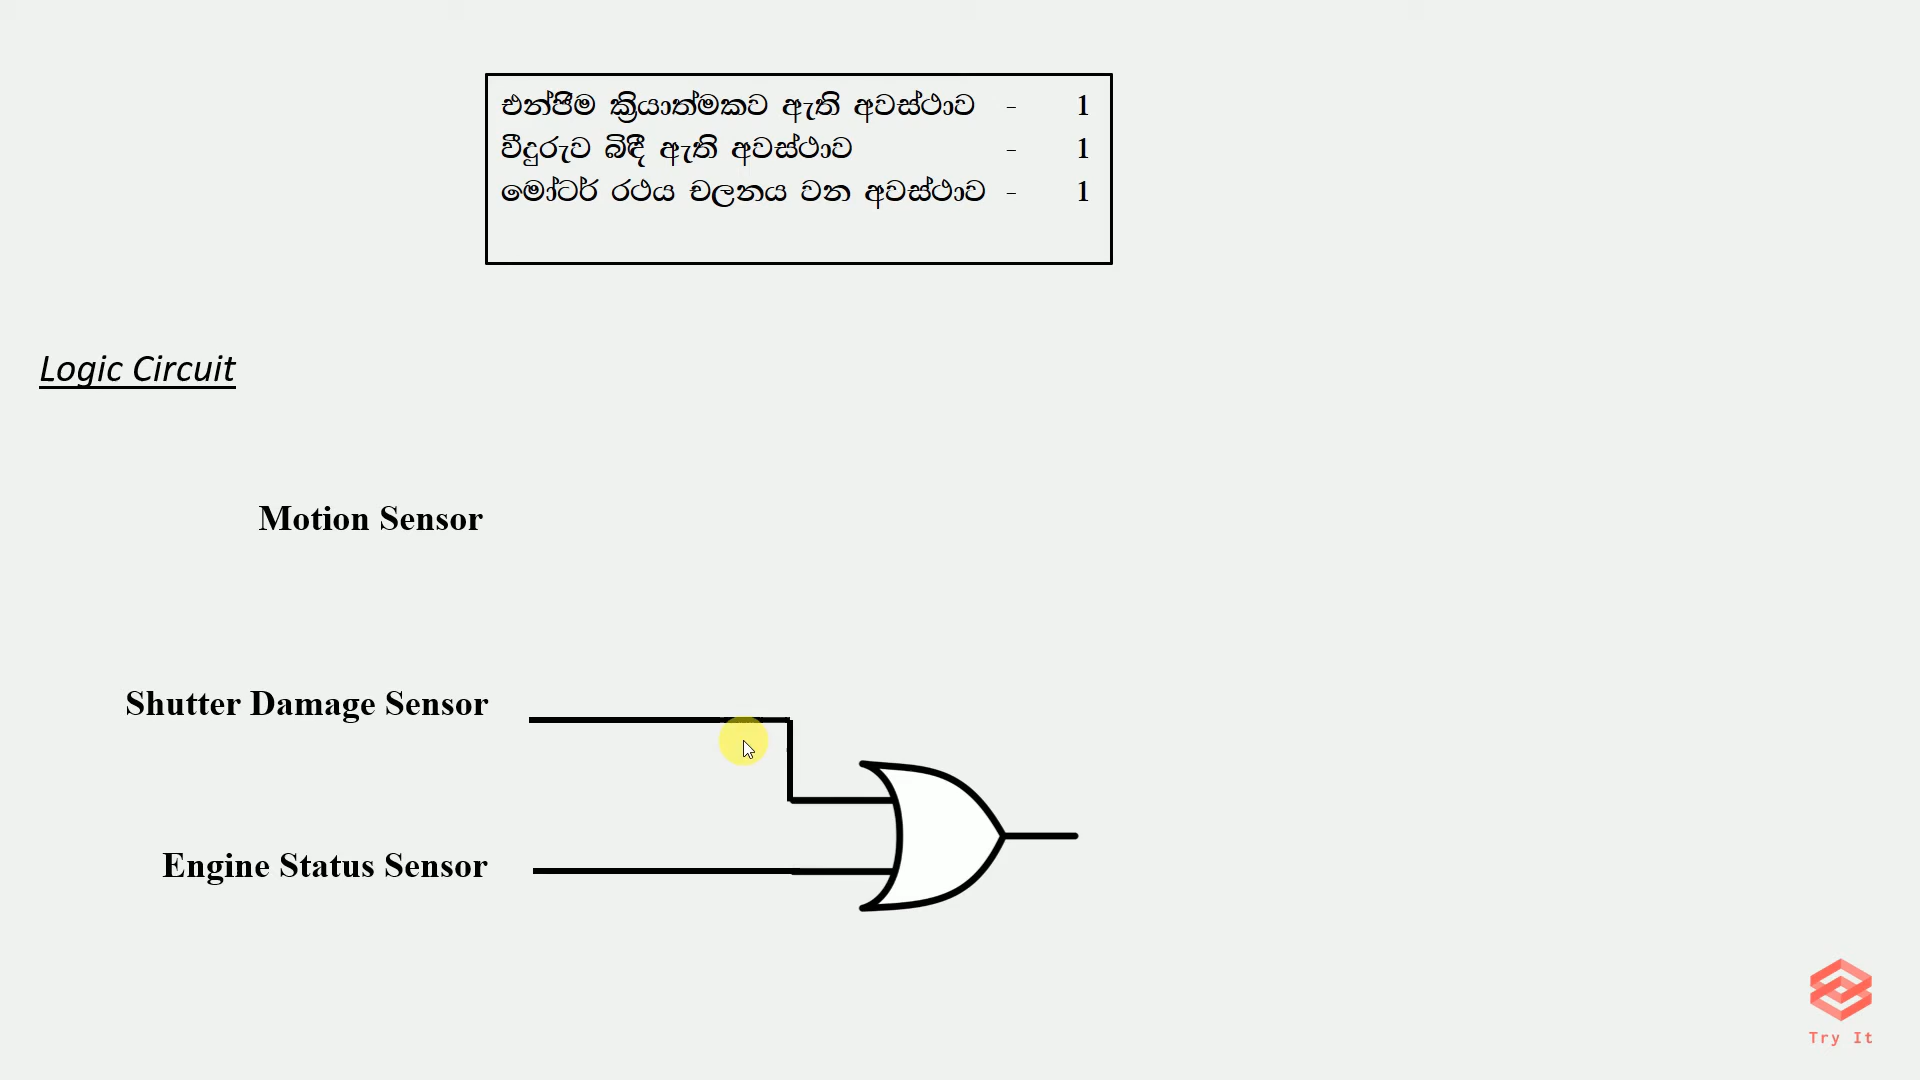 එන්ජිම ක්‍රියාත්මකව ඇති අවස්ථාව - 1
වීදුරුව බිඳී ඇති අවස්ථාව - 1
මෝටර් රථය චලනය වන අවස්ථාව - 1
Logic Circuit
Motion Sensor
Shutter Damage Sensor
Engine Status Sensor
Try It